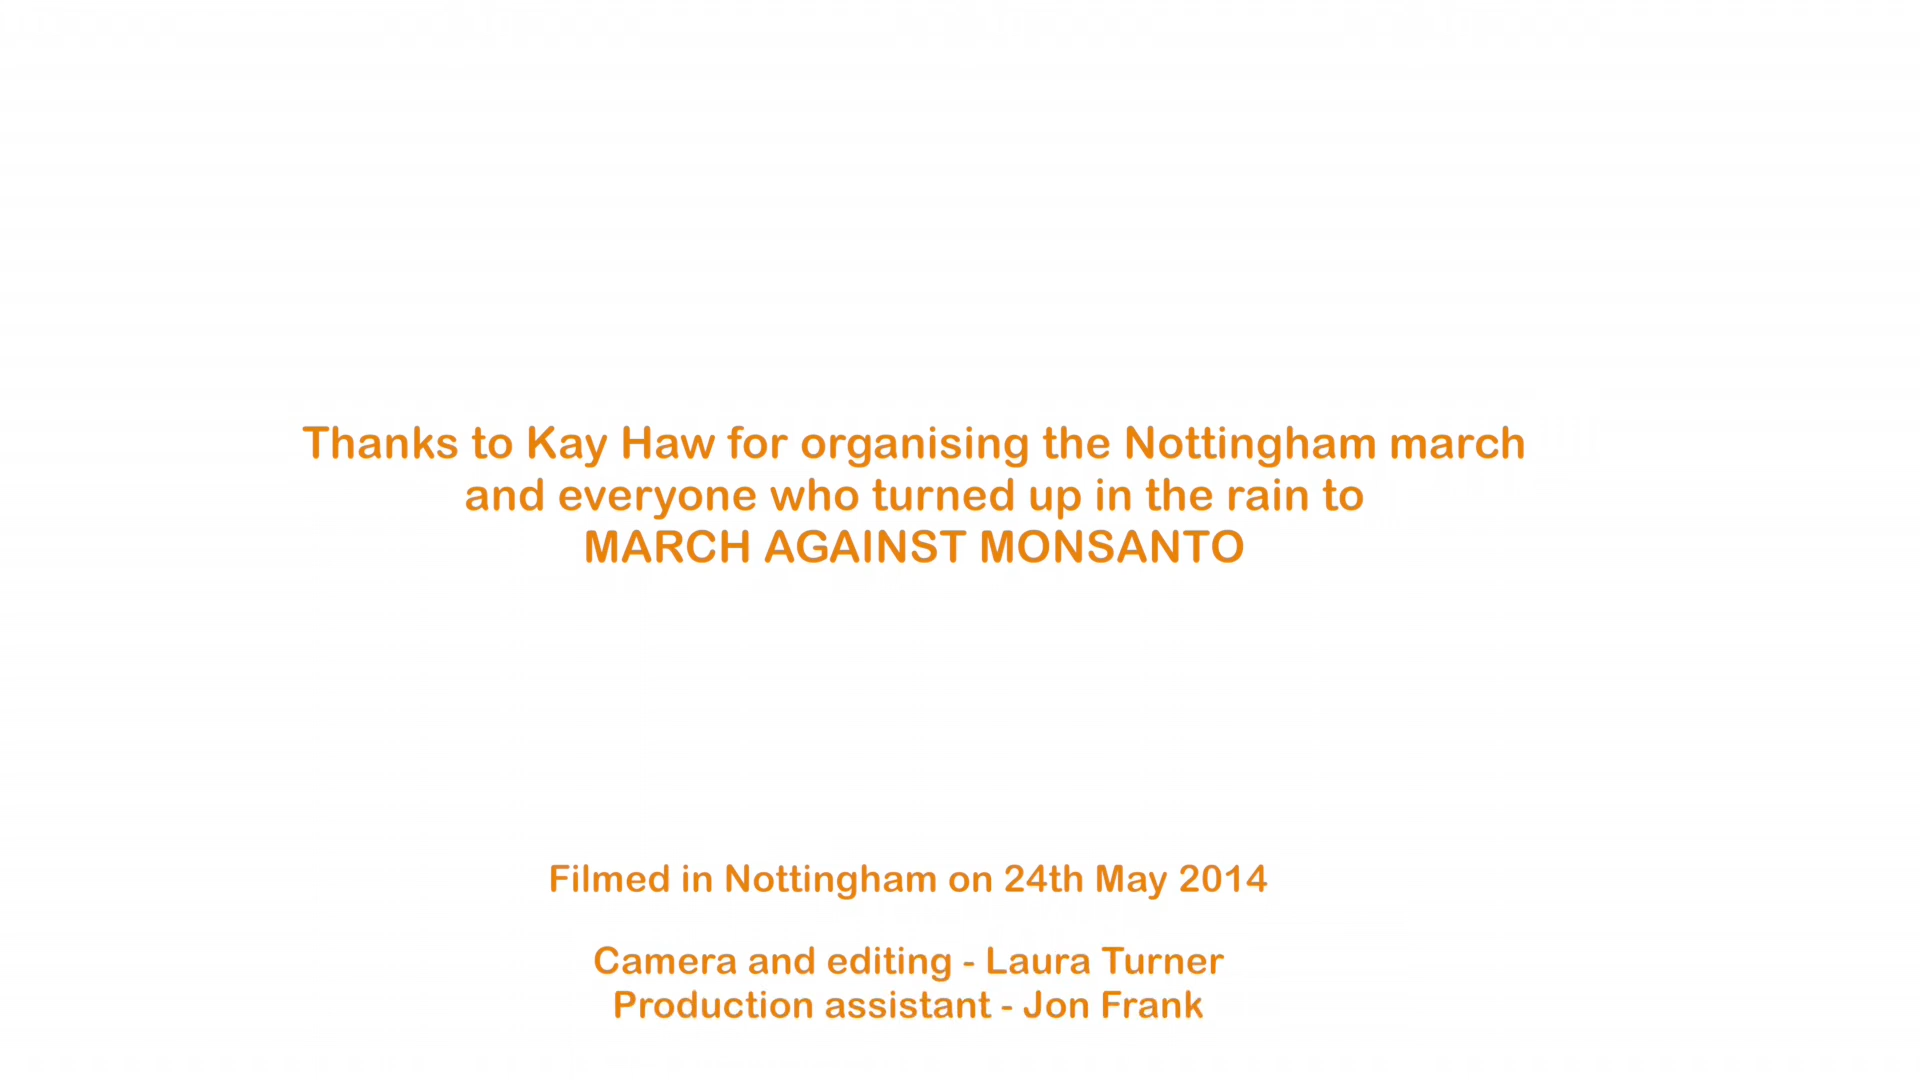 Thanks to Kay Haw for organising the Nottingham march
and everyone who turned up in the rain to
MARCH AGAINST MONSANTO
Filmed in Nottingham on 24th May 2014
Camera and editing - Laura Turner
Production assistant - Jon Frank